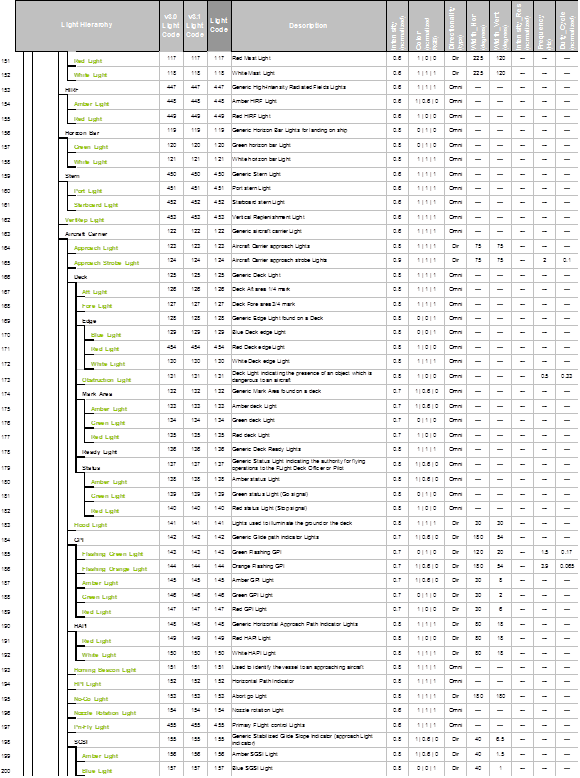 Light Hierarchy v3.0 Light Code v3.1 Light Code Light Code Description Intensity (normalized) Color (normalized RGB) Directionality (type) Width_Hor (degrees) Width_Vert (degrees) Intensity_Res (normalized) Frequency (Hz) Duty_Cycle (normalized)
151 Red Light 117 117 117 Red Mast Light 0.6 1 | 0 | 0 Dir 225 120 — — —
152 White Light 118 118 118 White Mast Light 0.6 1 | 1 | 1 Dir 225 120 — — —
153 HIRF 447 447 447 Generic High-Intensity Radiated Fields Lights 0.6 1 | 1 | 1 Omni — — — — —
154 Amber Light 448 448 448 Amber HIRF Light 0.6 1 | 0.6 | 0 Omni — — — — —
155 Red Light 449 449 449 Red HIRF Light 0.6 1 | 0 | 0 Omni — — — — —
156 Horizon Bar 119 119 119 Generic Horizon Bar Lights for landing on ship 0.8 0 | 1 | 0 Omni — — — — —
157 Green Light 120 120 120 Green horizon bar Light 0.8 0 | 1 | 0 Omni — — — — —
158 White Light 121 121 121 White horizon bar Light 0.8 1 | 1 | 1 Omni — — — — —
159 Stern 450 450 450 Generic Stern Light 0.6 1 | 1 | 1 Omni — — — — —
160 Port Light 451 451 451 Port stern Light 0.6 1 | 1 | 1 Omni — — — — —
161 Starboard Light 452 452 452 Starboard stern Light 0.6 1 | 1 | 1 Omni — — — — —
162 VertRep Light 453 453 453 Vertical Replenishment Light 0.6 1 | 1 | 1 Omni — — — — —
163 Aircraft Carrier 122 122 122 Generic aircraft carrier Light 0.6 1 | 1 | 1 Omni — — — — —
164 Approach Light 123 123 123 Aircraft Carrier approach Lights 0.8 1 | 1 | 1 Dir 75 75 — — —
165 Approach Strobe Light 124 124 124 Aircraft Carrier approach strobe Lights 0.9 1 | 1 | 1 Dir 75 75 — 2 0.1
166 Deck 125 125 125 Generic Deck Light 0.8 1 | 1 | 1 Omni — — — — —
167 Aft Light 126 126 126 Deck Aft area 1/4 mark 0.8 1 | 1 | 1 Omni — — — — —
168 Fore Light 127 127 127 Deck Fore area 3/4 mark 0.8 1 | 1 | 1 Omni — — — — —
169 Edge 128 128 128 Generic Edge Light found on a Deck 0.8 0 | 0 | 1 Omni — — — — —
170 Blue Light 129 129 129 Blue Deck edge Light 0.8 0 | 0 | 1 Omni — — — — —
171 Red Light 454 454 454 Red Deck edge Light 0.8 1 | 0 | 0 Omni — — — — —
172 White Light 130 130 130 White Deck edge Light 0.8 1 | 1 | 1 Omni — — — — —
173 Obstruction Light 131 131 131 Deck Light indicating the presence of an object which is
dangerous to an aircraft 0.8 1 | 0 | 0 Omni — — — 0.5 0.22
174 Mark Area 132 132 132 Generic Mark Area found on a deck 0.7 1 | 0.6 | 0 Omni — — — — —
175 Amber Light 133 133 133 Amber deck Light 0.7 1 | 0.6 | 0 Omni — — — — —
176 Green Light 134 134 134 Green deck Light 0.7 0 | 1 | 0 Omni — — — — —
177 Red Light 135 135 135 Red deck Light 0.7 1 | 0 | 0 Omni — — — — —
178 Ready Light 136 136 136 Generic Deck Ready Lights 0.8 1 | 1 | 1 Omni — — — — —
179 Status 137 137 137 Generic Status Light indicating the authority for flying
operations to the FLight Deck Officer or Pilot 0.8 1 | 0.6 | 0 Omni — — — — —
180 Amber Light 138 138 138 Amber status Light 0.8 1 | 0.6 | 0 Omni — — — — —
181 Green Light 139 139 139 Green status Light (Go signal) 0.8 0 | 1 | 0 Omni — — — — —
182 Red Light 140 140 140 Red status Light (Stop signal) 0.8 1 | 0 | 0 Omni — — — — —
183 Flood Light 141 141 141 Lights used to illuminate the ground or the deck 0.8 1 | 1 | 1 Dir 30 30 — — —
184 GPI 142 142 142 Generic Glide path Indicator Lights 0.7 1 | 0.6 | 0 Dir 180 54 — — —
185 Flashing Green Light 143 143 143 Green Flashing GPI 0.7 0 | 1 | 0 Dir 120 20 — 1.5 0.17
186 Flashing Orange Light 144 144 144 Orange Flashing GPI 0.7 1 | 0.6 | 0 Dir 180 54 — 3.9 0.065
187 Amber Light 145 145 145 Amber GPI Light 0.7 1 | 0.6 | 0 Dir 30 8 — — —
188 Green Light 146 146 146 Green GPI Light 0.7 0 | 1 | 0 Dir 30 2 — — —
189 Red Light 147 147 147 Red GPI Light 0.7 1 | 0 | 0 Dir 30 6 — — —
190 HAPI 148 148 148 Generic Horizontal Approach Path Indicator Lights 0.8 1 | 1 | 1 Dir 80 18 — — —
191 Red Light 149 149 149 Red HAPI Light 0.8 1 | 0 | 0 Dir 80 18 — — —
192 White Light 150 150 150 White HAPI Light 0.8 1 | 1 | 1 Dir 80 18 — — —
193 Homing Beacon Light 151 151 151 Used to identify the vessel to an approaching aircraft 0.8 1 | 1 | 1 Omni — — — — —
194 HPI Light 152 152 152 Horizontal Path Indicator 0.8 1 | 1 | 1 Omni — — — — —
195 No-Go Light 153 153 153 Abort go Light 0.8 1 | 1 | 1 Dir 180 180 — — —
196 Nozzle Rotation Light 154 154 154 Nozzle rotation Light 0.6 1 | 1 | 1 Omni — — — — —
197 Pri-Fly Light 455 455 455 Primary FLight control Lights 0.6 1 | 1 | 1 Omni — — — — —
198 SGSI 155 155 155 Generic Stabilized Glide Slope Indicator (approach Light
indicator) 0.8 1 | 0.6 | 0 Dir 40 6.5 — — —
199 Amber Light 156 156 156 Amber SGSI Light 0.8 1 | 0.6 | 0 Dir 40 1.5 — — —
200 Blue Light 157 157 157 Blue SGSI Light 0.8 0 | 0 | 1 Dir 40 1 — — —